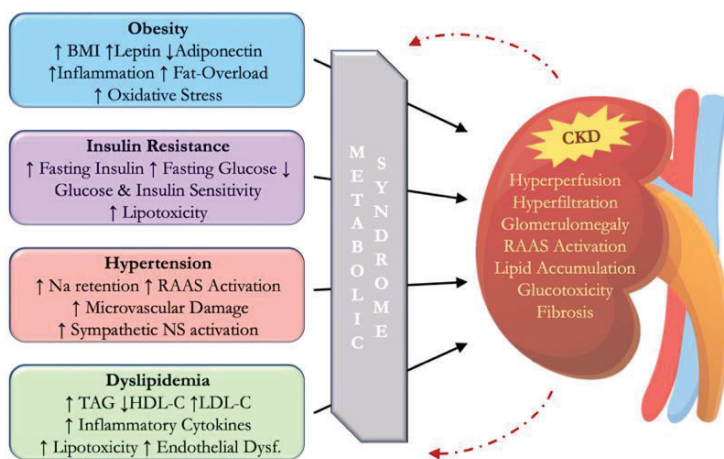 Obesity
↑ BMI ↑Leptin ↓Adiponectin
↑Inflammation ↑ Fat-Overload
↑ Oxidative Stress
Insulin Resistance
↑ Fasting Insulin ↑ Fasting Glucose ↓
Glucose & Insulin Sensitivity
↑ Lipotoxicity
Hypertension
↑ Na retention ↑ RAAS Activation
↑ Microvascular Damage
↑ Sympathetic NS activation
Dyslipidemia
↑ TAG ↓HDL-C ↑LDL-C
↑ Inflammatory Cytokines
↑ Lipotoxicity ↑ Endothelial Dysf.
METABOLIC
SYNDROME
CKD
Hyperperfusion
Hyperfiltration
Glomerulomegaly
RAAS Activation
Lipid Accumulation
Glucotoxicity
Fibrosis